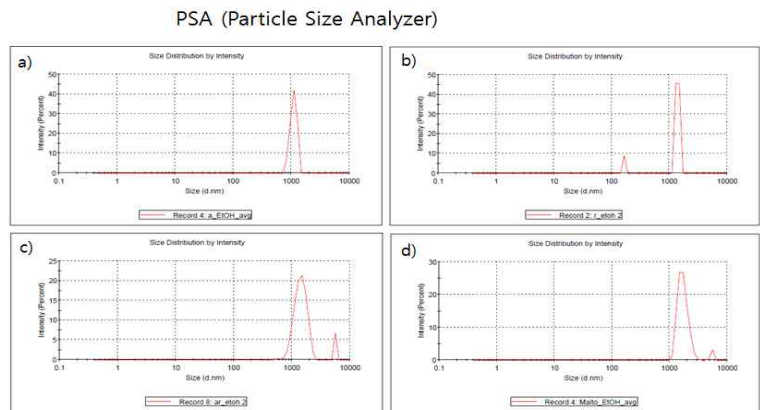 PSA (Particle Size Analyzer)
a)
Size Distribution by Intensity
Intensity (Percent)
50
40
30
20
10
0
0.1 1 10 100 1000 10000
Size (d.nm)
Record 4: a_EtOH_avg
b)
Size Distribution by Intensity
Intensity (Percent)
50
40
30
20
10
0
0.1 1 10 100 1000 10000
Size (d.nm)
Record 2: r_etoh 2
c)
Size Distribution by Intensity
Intensity (Percent)
25
20
15
10
5
0
0.1 1 10 100 1000 10000
Size (d.nm)
Record 8: ar_etoh 2
d)
Size Distribution by Intensity
Intensity (Percent)
30
20
10
0
0.1 1 10 100 1000 10000
Size (d.nm)
Record 4: Malto_EtOH_avg